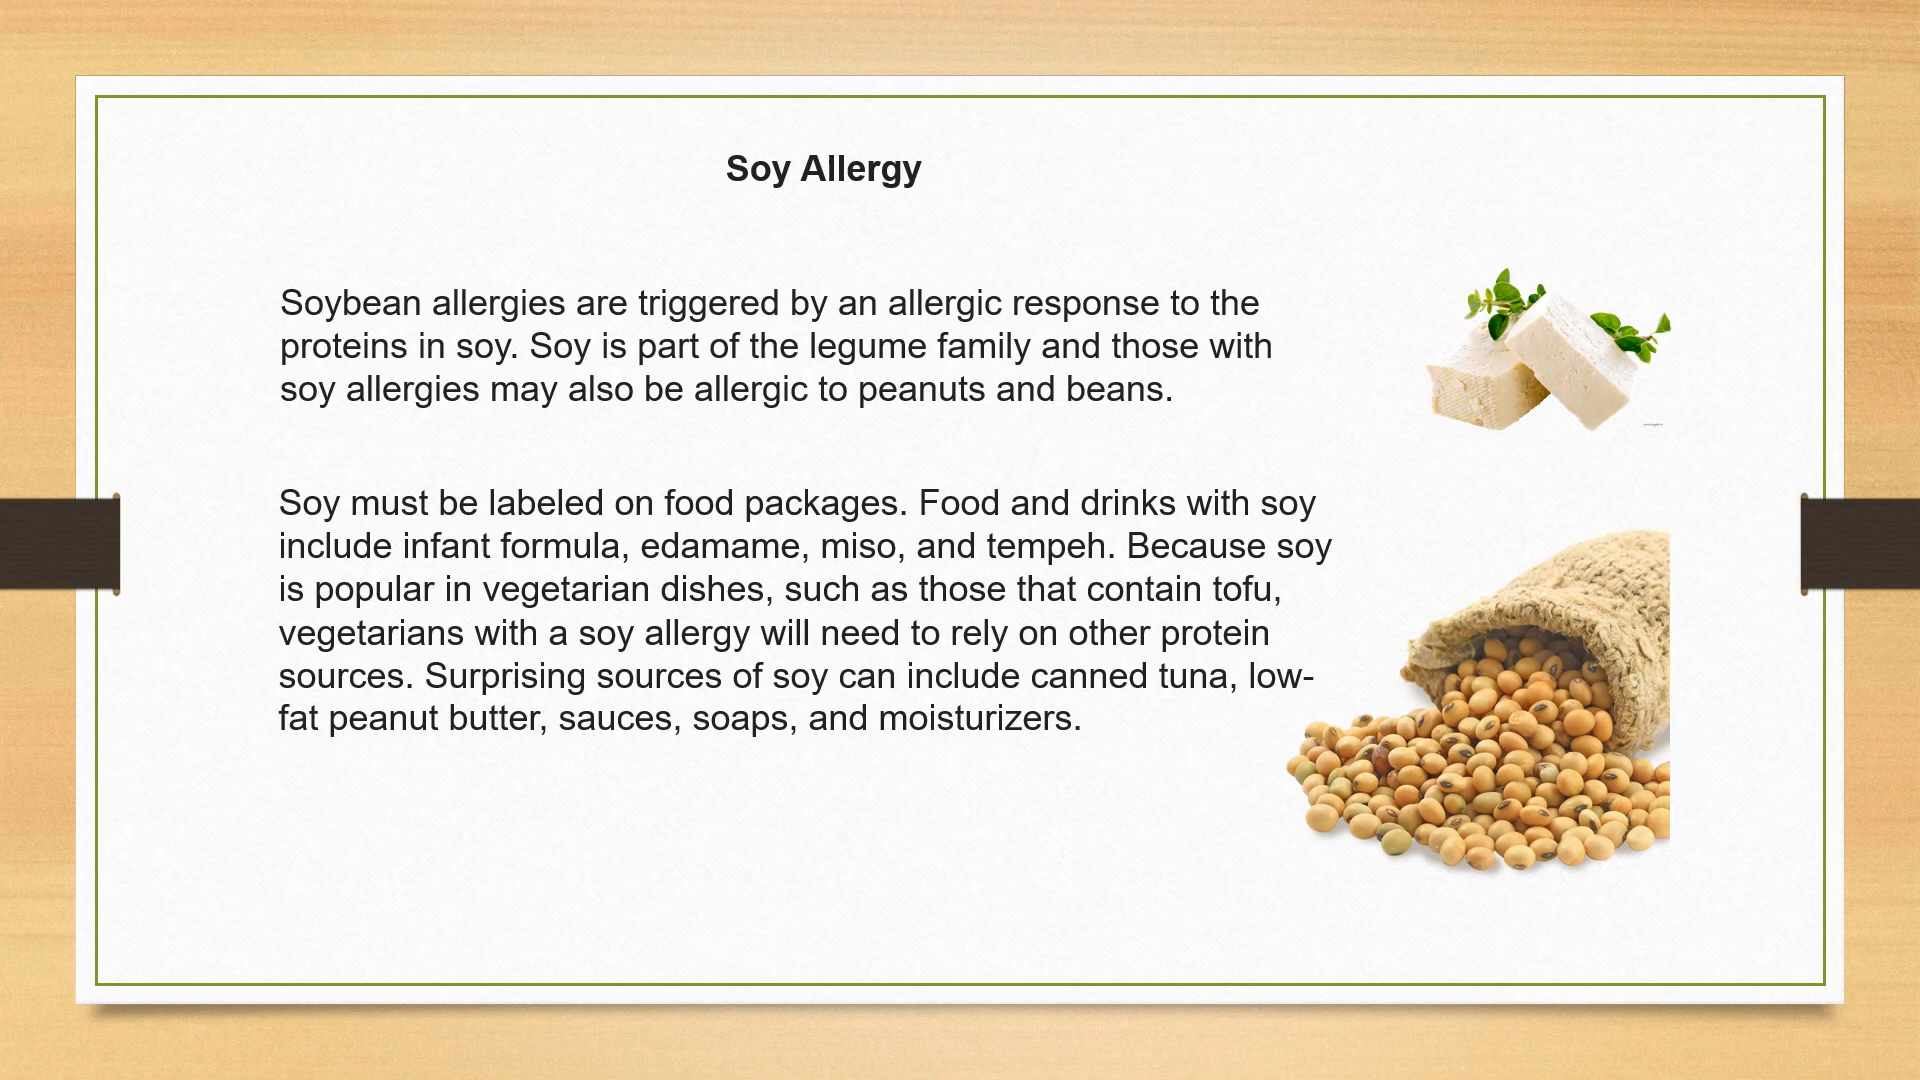 Soy Allergy
Soybean allergies are triggered by an allergic response to the
proteins in soy. Soy is part of the legume family and those with
soy allergies may also be allergic to peanuts and beans.
Soy must be labeled on food packages. Food and drinks with soy
include infant formula, edamame, miso, and tempeh. Because soy
is popular in vegetarian dishes, such as those that contain tofu,
vegetarians with a soy allergy will need to rely on other protein
sources. Surprising sources of soy can include canned tuna, low-
fat peanut butter, sauces, soaps, and moisturizers.